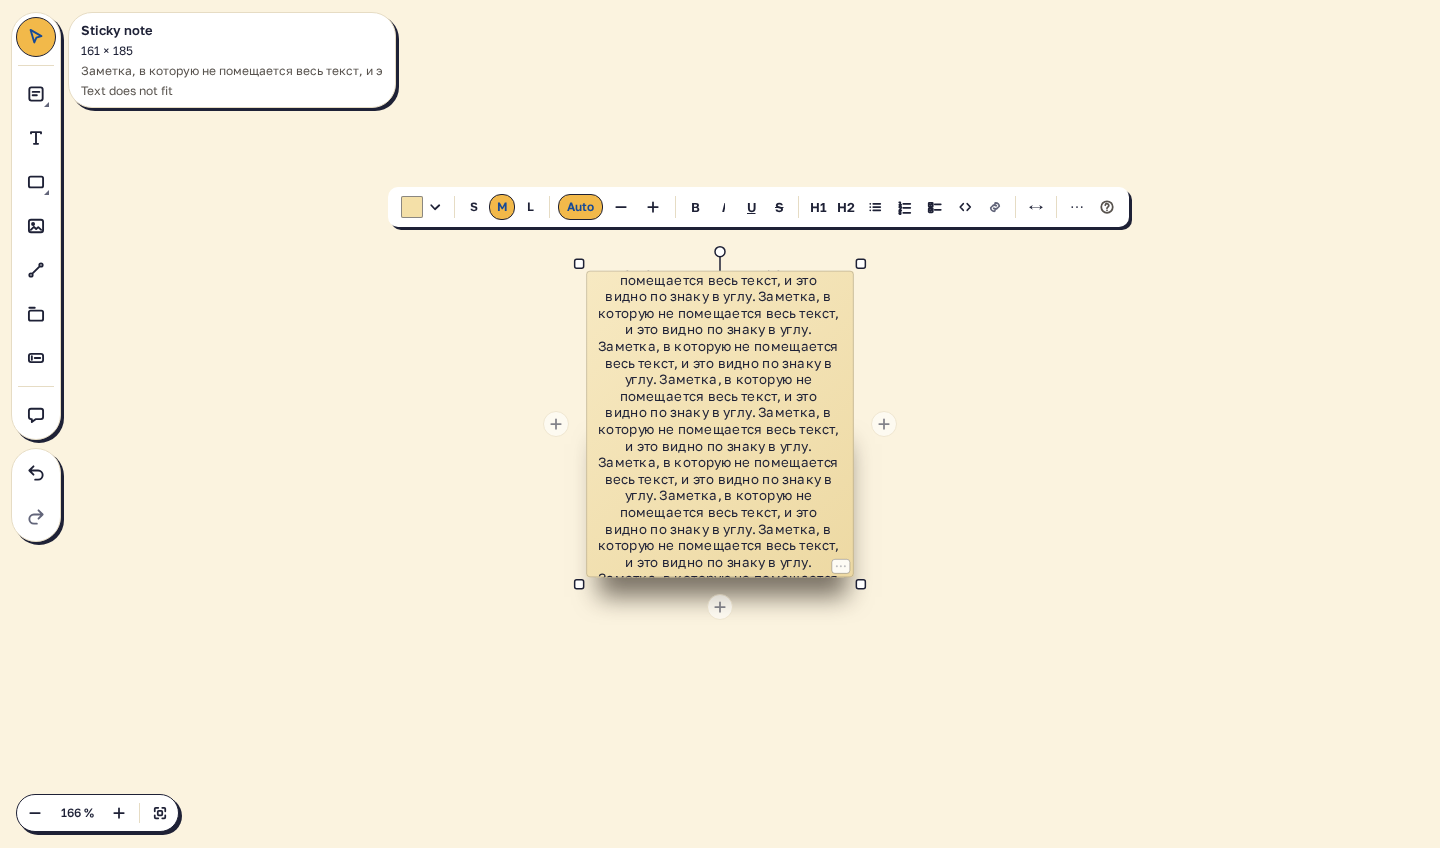 Sticky note
161 × 185
Заметка, в которую не помещается весь текст, и э
Text does not fit
S M L Auto B I U S H1 H2
помещается весь текст, и это
видно по знаку в углу. Заметка, в
которую не помещается весь текст,
и это видно по знаку в углу.
Заметка, в которую не помещается
весь текст, и это видно по знаку в
углу. Заметка, в которую не
помещается весь текст, и это
видно по знаку в углу. Заметка, в
которую не помещается весь текст,
и это видно по знаку в углу.
Заметка, в которую не помещается
весь текст, и это видно по знаку в
углу. Заметка, в которую не
помещается весь текст, и это
видно по знаку в углу. Заметка, в
которую не помещается весь текст,
и это видно по знаку в углу.
Заметка, в которую не помещается
166 %